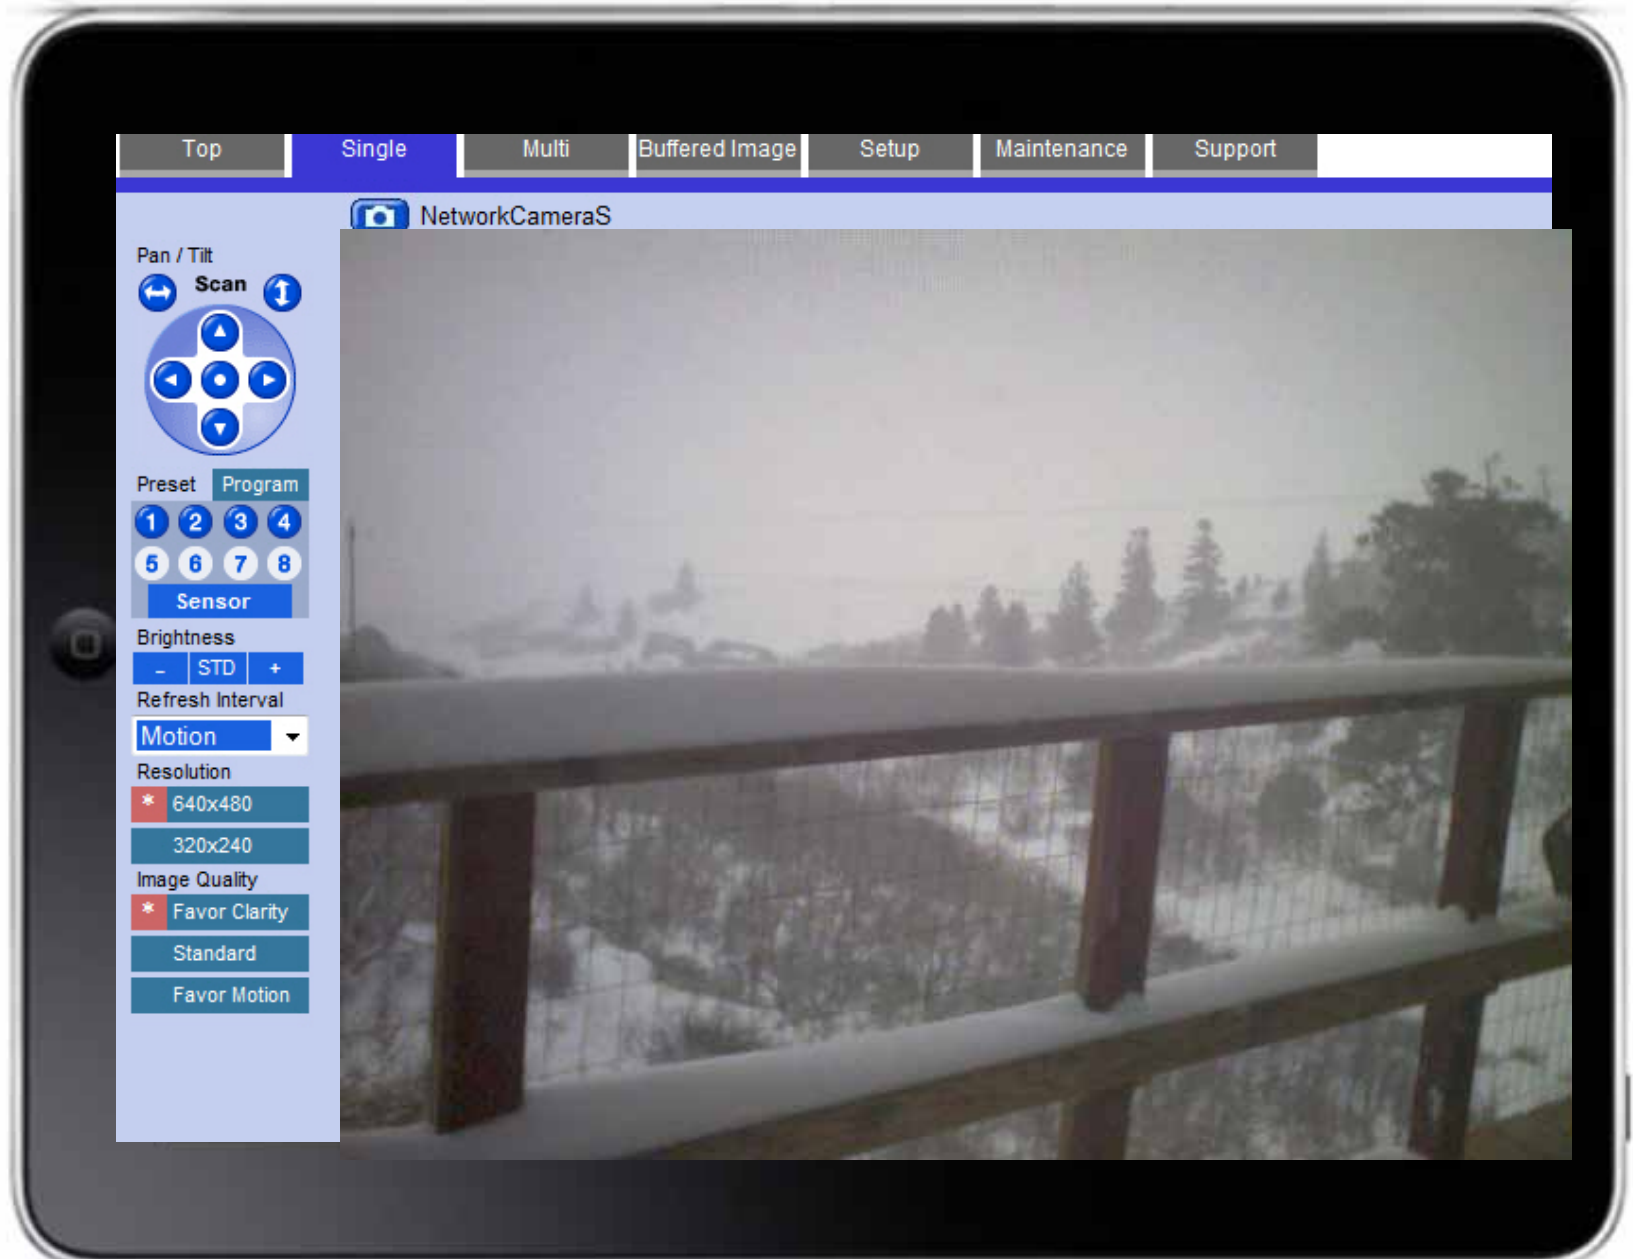 Top Single Multi Buffered Image Setup Maintenance Support
NetworkCameraS
Pan / Tilt
Scan
Preset Program
1 2 3 4
5 6 7 8
Sensor
Brightness
- STD +
Refresh Interval
Motion
Resolution
* 640x480
320x240
Image Quality
* Favor Clarity
Standard
Favor Motion